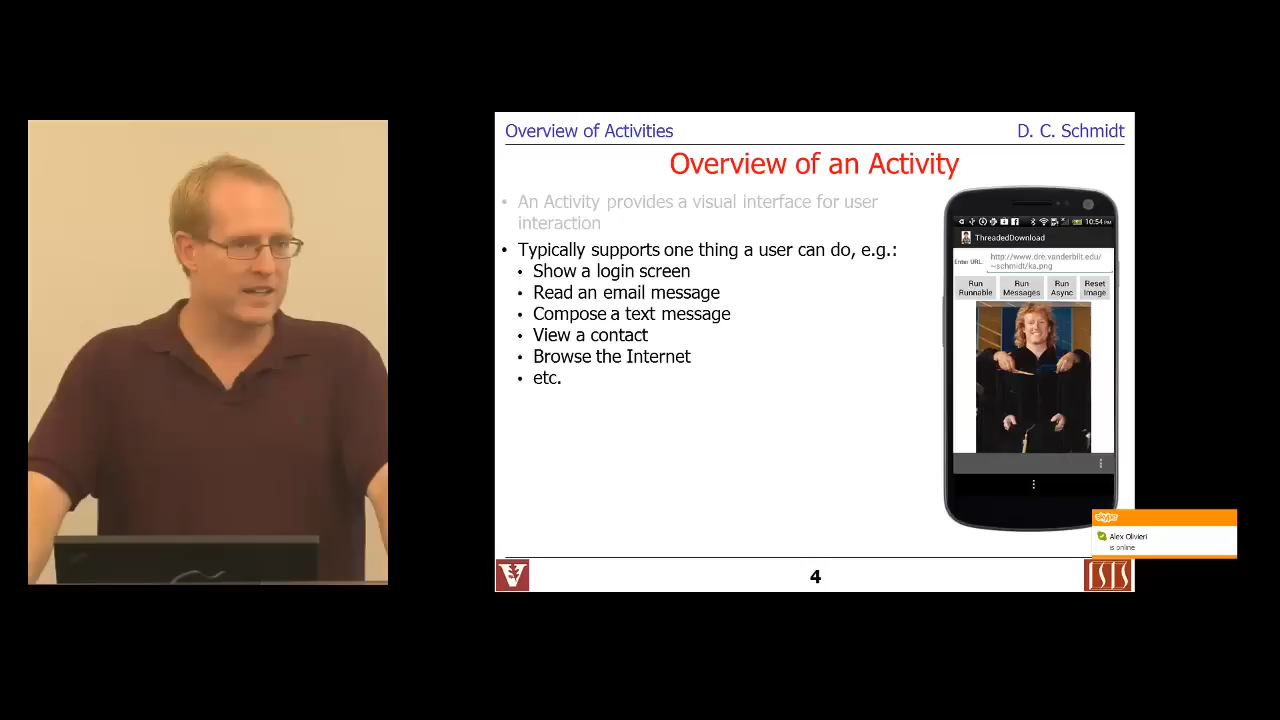 Overview of Activities
D. C. Schmidt
Overview of an Activity
• An Activity provides a visual interface for user
interaction
• Typically supports one thing a user can do, e.g.:
• Show a login screen
• Read an email message
• Compose a text message
• View a contact
• Browse the Internet
• etc.
10:54 PM
ThreadedDownload
Enter URL
http://www.dre.vanderbilt.edu/
~schmidt/ka.png
Run
Runnable
Run
Messages
Run
Async
Reset
Image
skype
Alex Olivieri
is online
4
V
ISIS